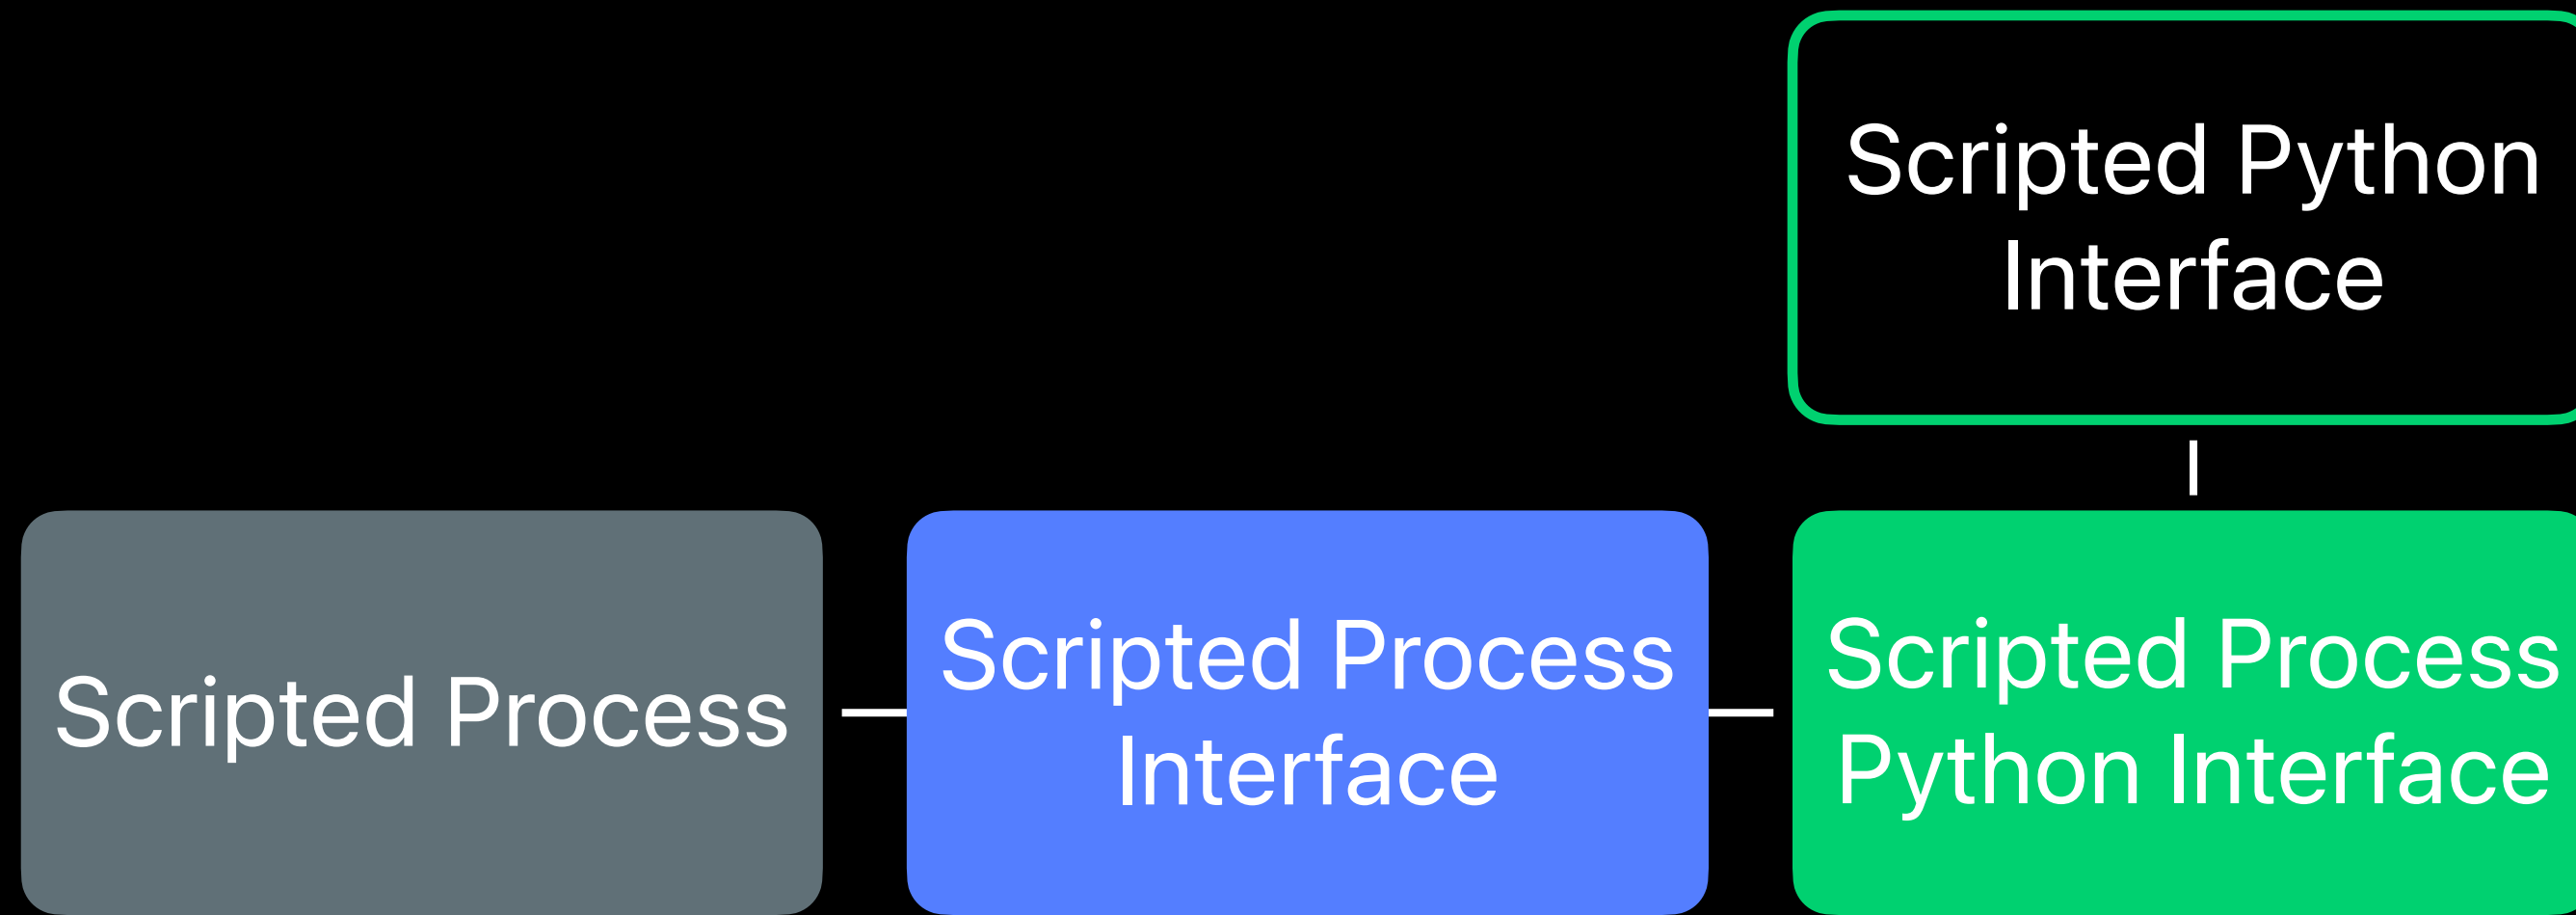 Scripted Python
Interface
Scripted Process
Scripted Process
Interface
Scripted Process
Python Interface